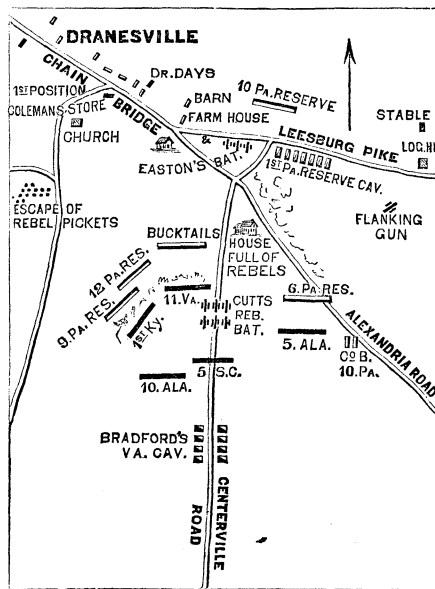 DRANESVILLE
CHAIN
BRIDGE
DR. DAYS
1ST POSITION
COLEMANS STORE
CHURCH
BARN
FARM HOUSE
10 PA. RESERVE
&
EASTON'S BAT.
LEESBURG PIKE
STABLE
1ST PA. RESERVE CAV.
ESCAPE OF
REBEL PICKETS
FLANKING
GUN
BUCKTAILS
HOUSE
FULL OF
REBELS
12 PA. RES.
9. PA. RES.
1ST KY.
11. VA.
CUTTS
REB.
BAT.
6. PA. RES.
5. ALA.
CO B.
10. PA.
ALEXANDRIA ROAD
10. ALA.
5 S.C.
BRADFORD'S
VA. CAV.
CENTERVILLE
ROAD